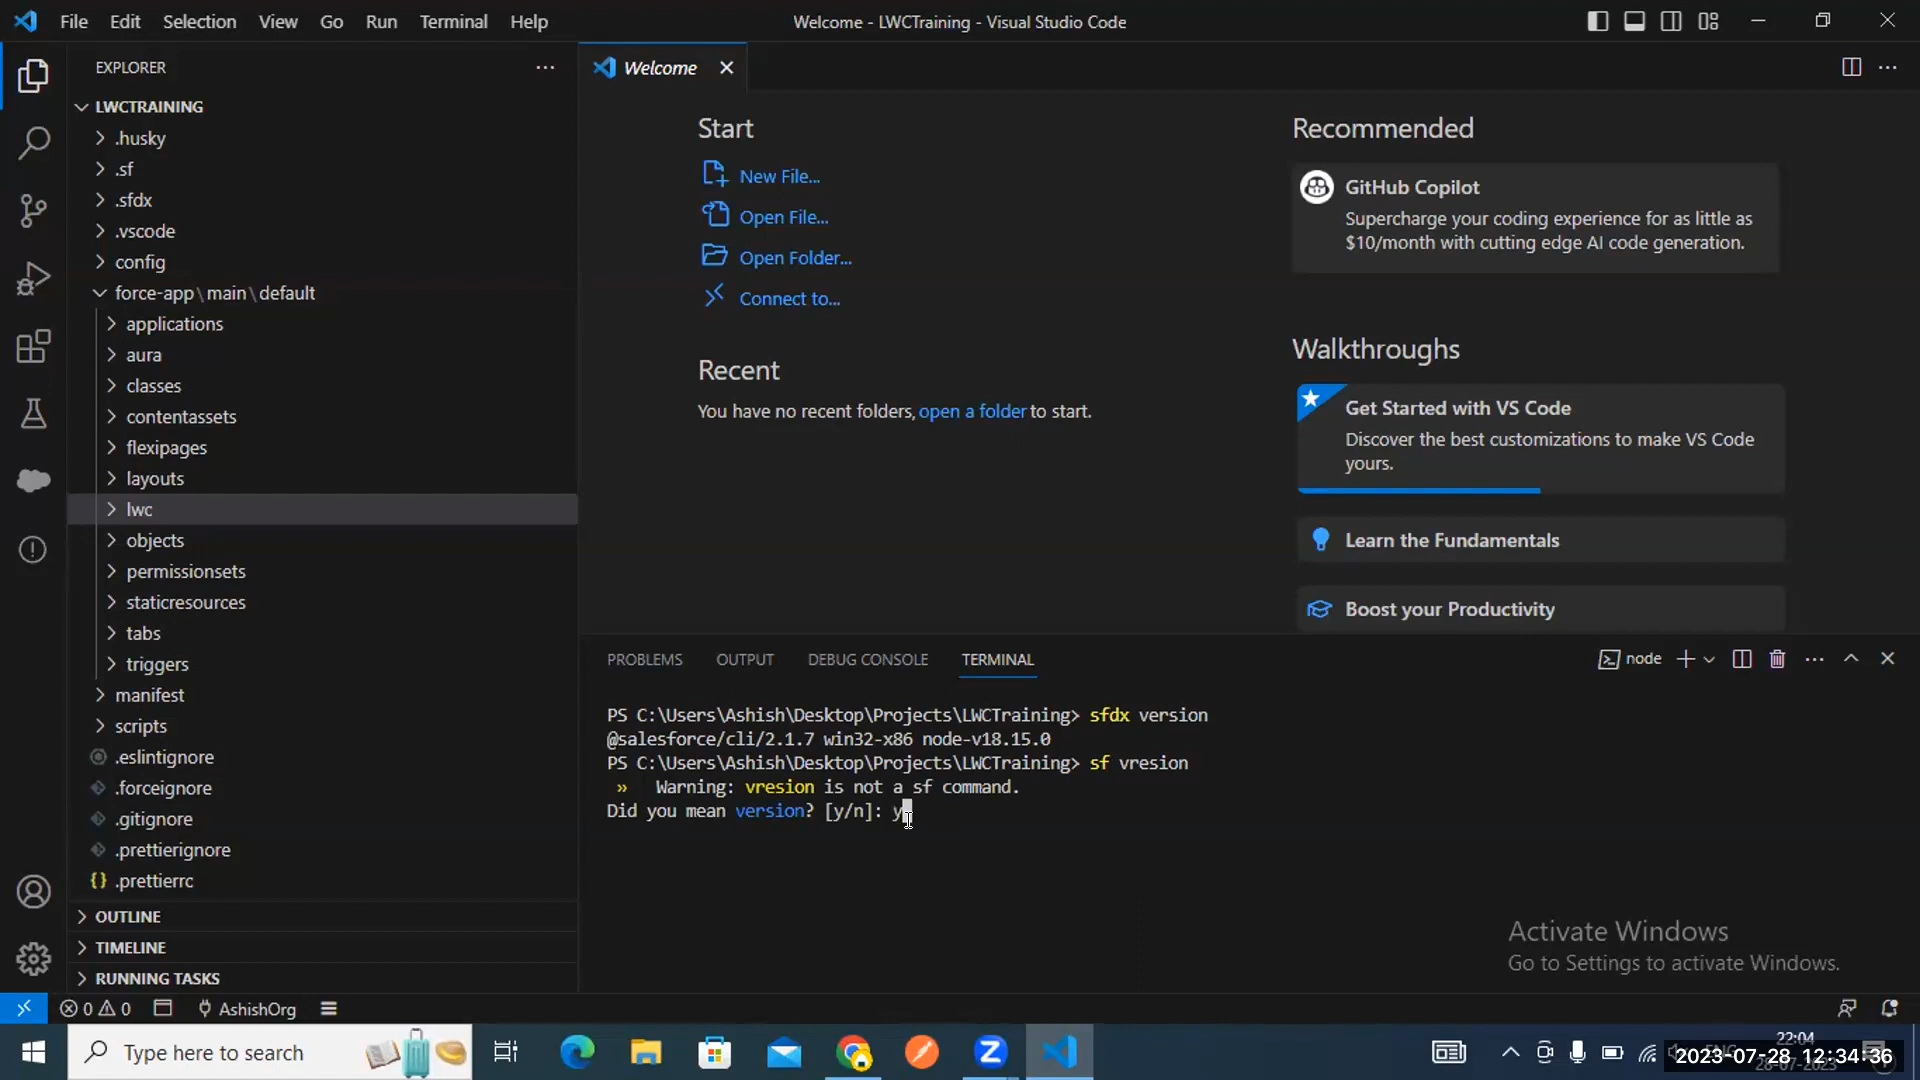 File Edit Selection View Go Run Terminal Help
Welcome - LWCTraining - Visual Studio Code
EXPLORER
LWCTRAINING
.husky
.sf
.sfdx
.vscode
config
force-app\main\default
applications
aura
classes
contentassets
flexipages
layouts
lwc
objects
permissionsets
staticresources
tabs
triggers
manifest
scripts
.eslintignore
.forceignore
.gitignore
.prettierignore
{} .prettierrc
OUTLINE
TIMELINE
RUNNING TASKS
Welcome
Start
New File...
Open File...
Open Folder...
Connect to...
Recent
You have no recent folders, open a folder to start.
Recommended
GitHub Copilot
Supercharge your coding experience for as little as
$10/month with cutting edge AI code generation.
Walkthroughs
Get Started with VS Code
Discover the best customizations to make VS Code
yours.
Learn the Fundamentals
Boost your Productivity
PROBLEMS OUTPUT DEBUG CONSOLE TERMINAL
node
PS C:\Users\Ashish\Desktop\Projects\LWCTraining> sfdx version
@salesforce/cli/2.1.7 win32-x86 node-v18.15.0
PS C:\Users\Ashish\Desktop\Projects\LWCTraining> sf vresion
» Warning: vresion is not a sf command.
Did you mean version? [y/n]: y
Activate Windows
Go to Settings to activate Windows.
0 0 AshishOrg
Type here to search
22:04
2023-07-28 12:34:36